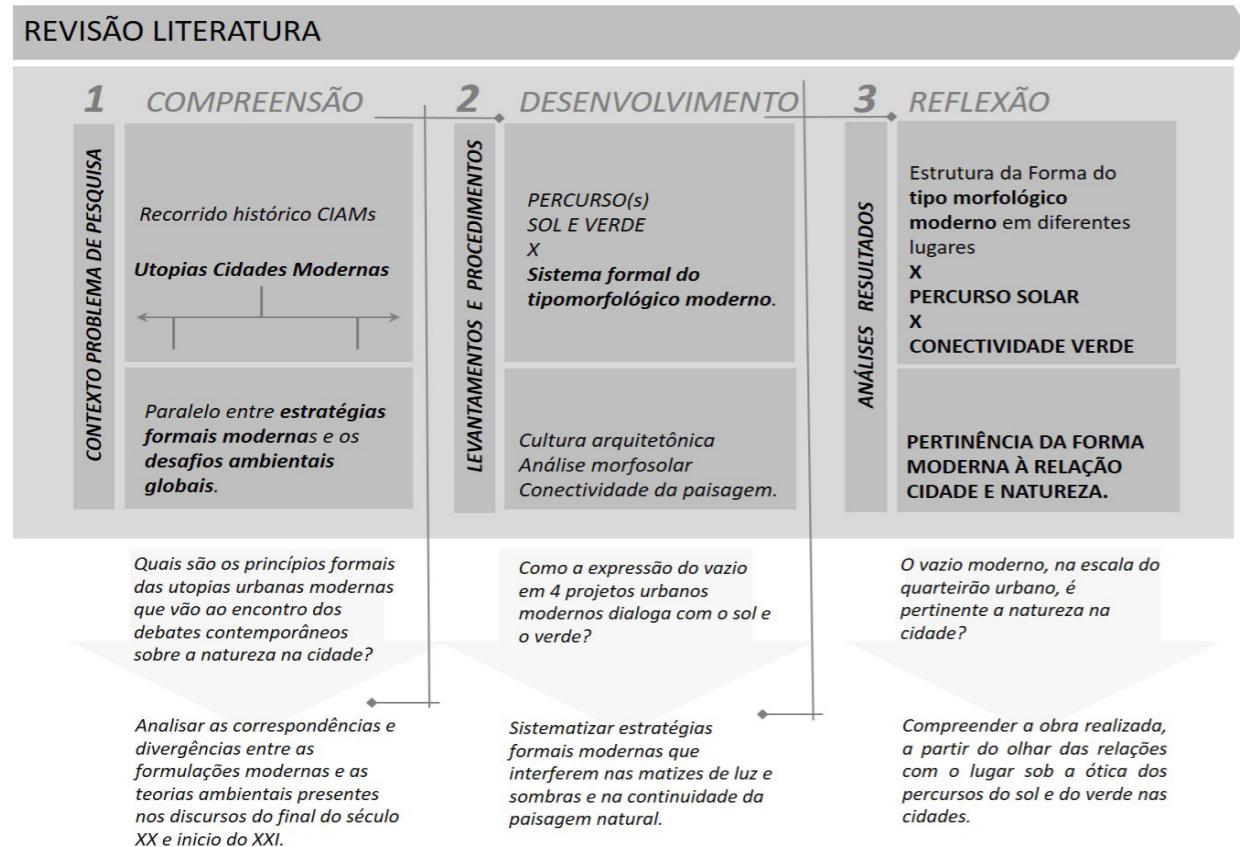 REVISÃO LITERATURA
1 COMPREENSÃO
CONTEXTO PROBLEMA DE PESQUISA
Recorrido histórico CIAMs
Utopias Cidades Modernas
Paralelo entre estratégias
formais modernas e os
desafios ambientais
globais.
Quais são os princípios formais
das utopias urbanas modernas
que vão ao encontro dos
debates contemporâneos
sobre a natureza na cidade?
Analisar as correspondências e
divergências entre as
formulações modernas e as
teorias ambientais presentes
nos discursos do final do século
XX e inicio do XXI.
2 DESENVOLVIMENTO
LEVANTAMENTOS E PROCEDIMENTOS
PERCURSO(s)
SOL E VERDE
X
Sistema formal do
tipomorfológico moderno.
Cultura arquitetônica
Análise morfosolar
Conectividade da paisagem.
Como a expressão do vazio
em 4 projetos urbanos
modernos dialoga com o sol e
o verde?
Sistematizar estratégias
formais modernas que
interferem nas matizes de luz e
sombras e na continuidade da
paisagem natural.
3 REFLEXÃO
ANÁLISES RESULTADOS
Estrutura da Forma do
tipo morfológico
moderno em diferentes
lugares
X
PERCURSO SOLAR
X
CONECTIVIDADE VERDE
PERTINÊNCIA DA FORMA
MODERNA À RELAÇÃO
CIDADE E NATUREZA.
O vazio moderno, na escala do
quarteirão urbano, é
pertinente a natureza na
cidade?
Compreender a obra realizada,
a partir do olhar das relações
com o lugar sob a ótica dos
percursos do sol e do verde nas
cidades.